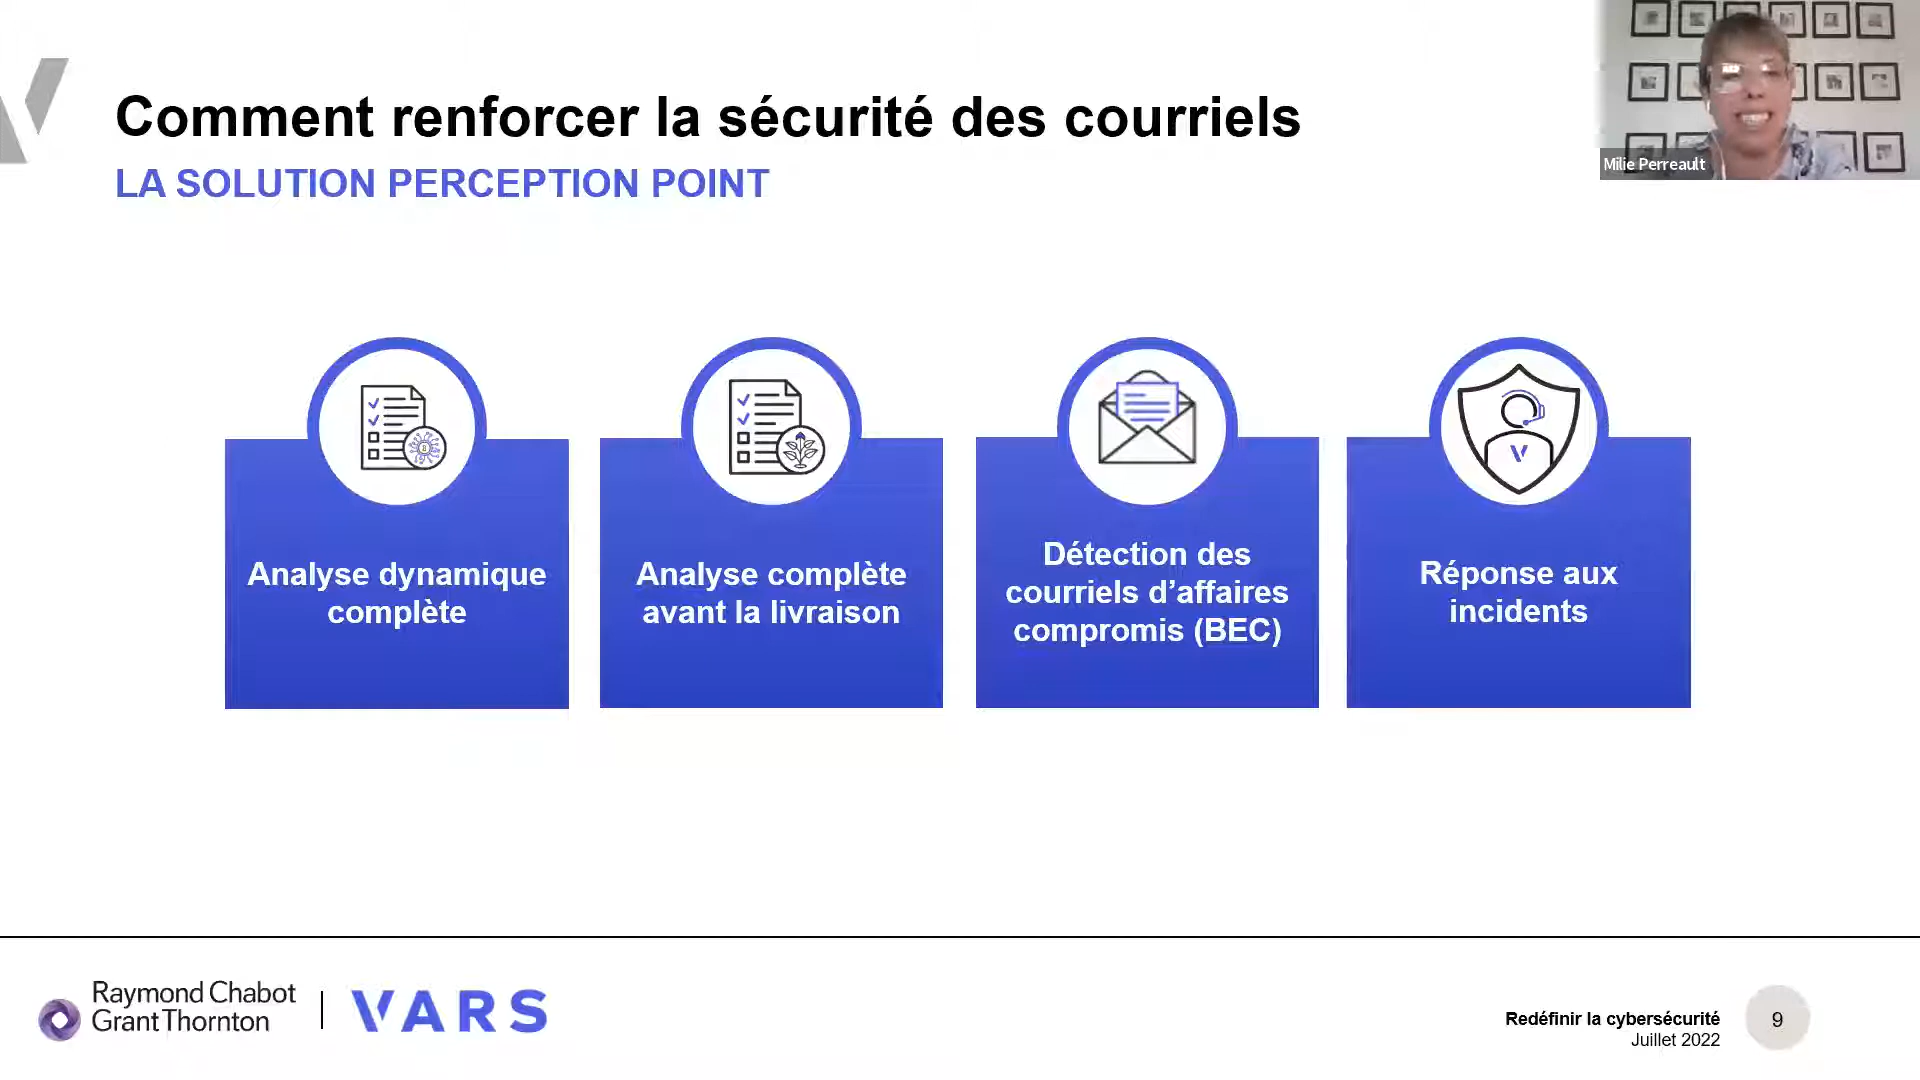 Comment renforcer la sécurité des courriels
LA SOLUTION PERCEPTION POINT
Milie Perreault
Analyse dynamique
complète
Analyse complète
avant la livraison
Détection des
courriels d’affaires
compromis (BEC)
Réponse aux
incidents
Raymond Chabot
Grant Thornton
VARS
Redéfinir la cybersécurité
Juillet 2022
9